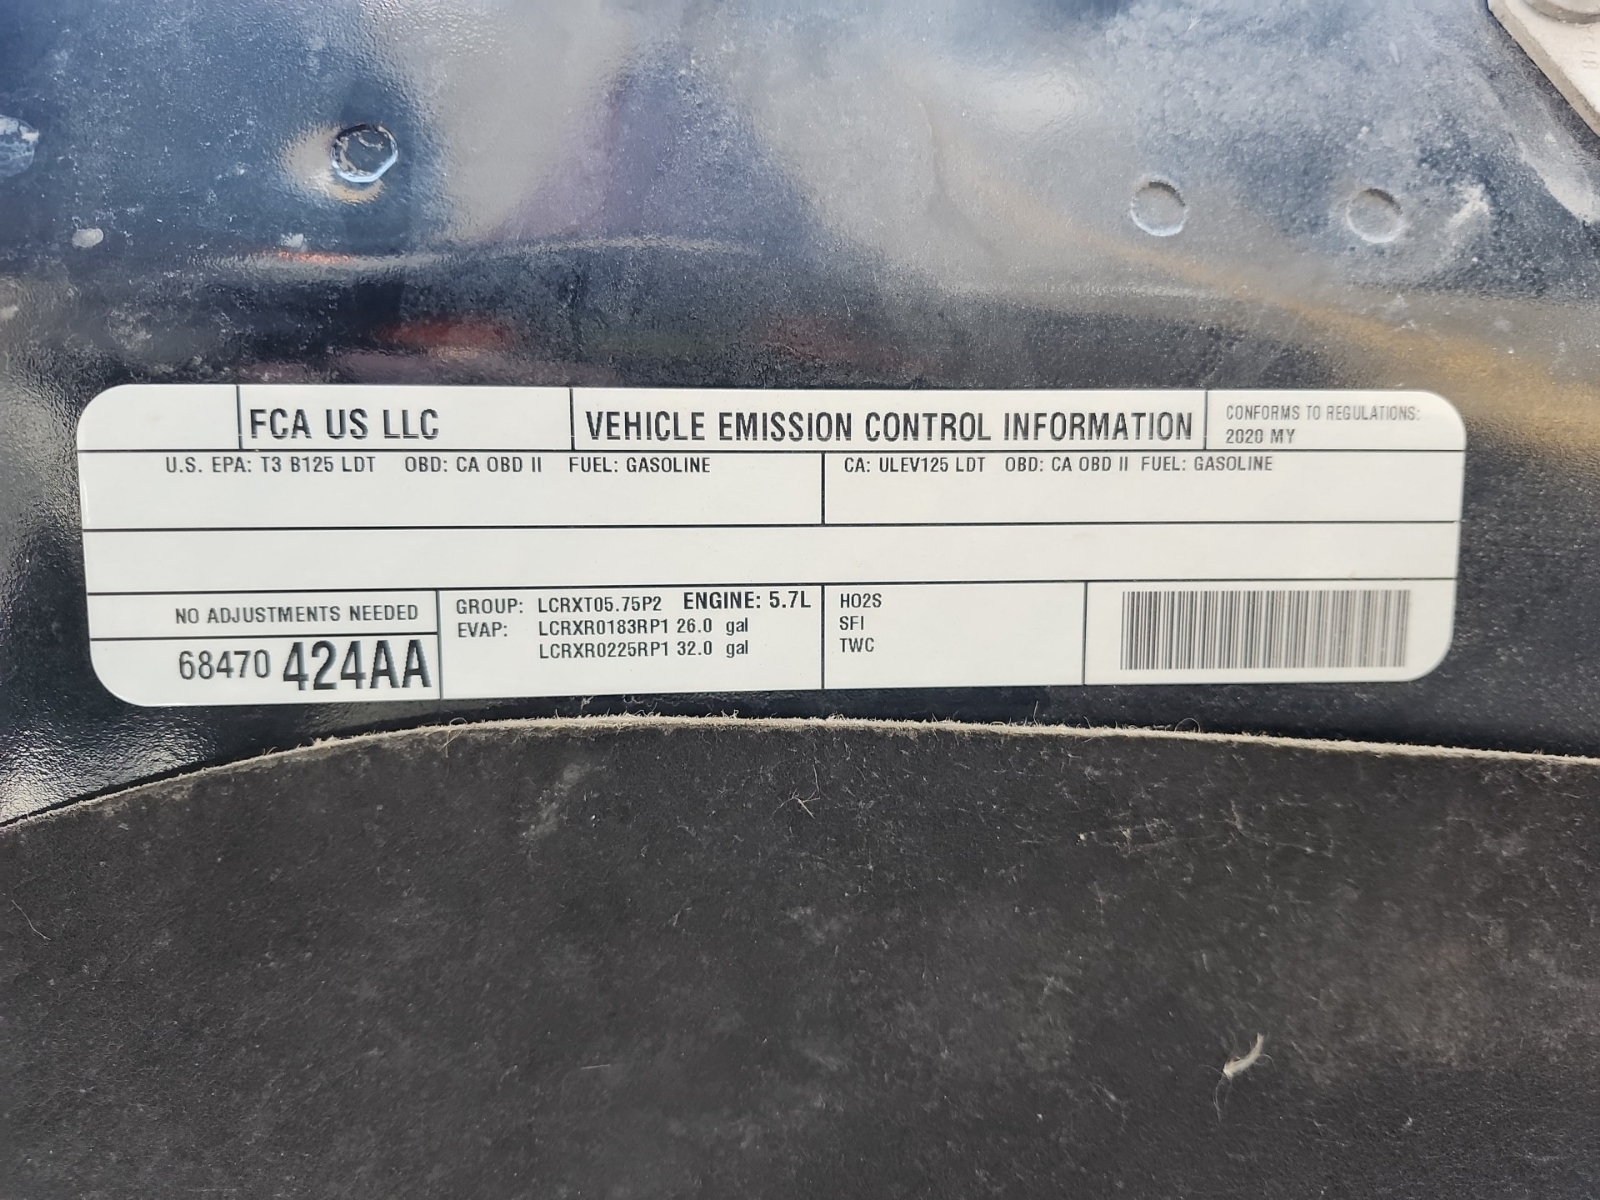 FCA US LLC
VEHICLE EMISSION CONTROL INFORMATION
CONFORMS TO REGULATIONS:
2020 MY
U.S. EPA: T3 B125 LDT OBD: CA OBD II FUEL: GASOLINE
CA: ULEV125 LDT OBD: CA OBD II FUEL: GASOLINE
NO ADJUSTMENTS NEEDED
68470 424AA
GROUP: LCRXT05.75P2 ENGINE: 5.7L
EVAP: LCRXR0183RP1 26.0 gal
LCRXR0225RP1 32.0 gal
HO2S
SFI
TWC